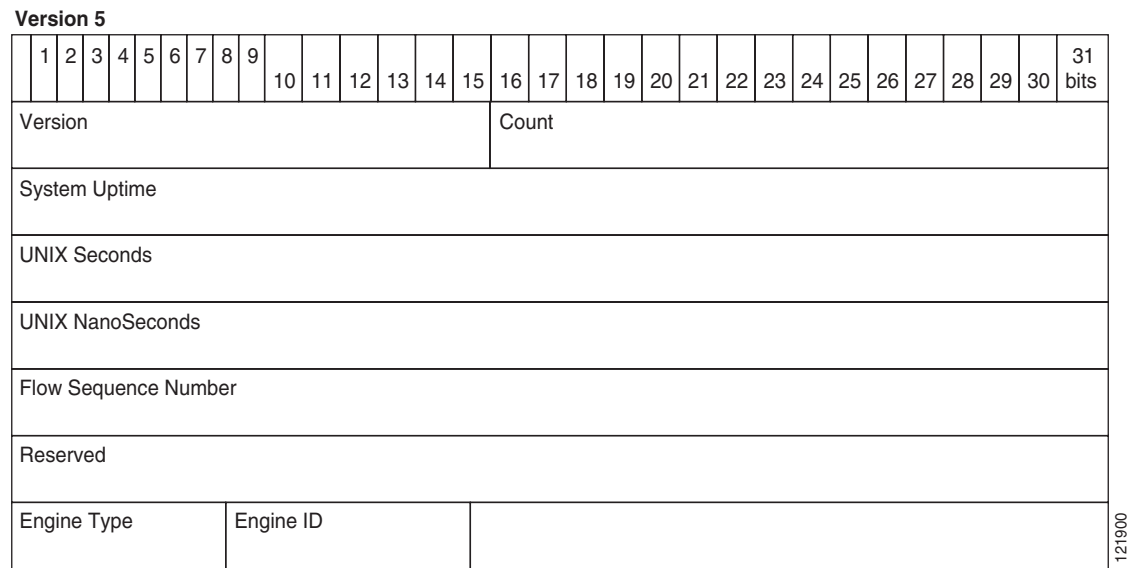 Version 5
1 2 3 4 5 6 7 8 9 10 11 12 13 14 15 16 17 18 19 20 21 22 23 24 25 26 27 28 29 30 31 bits
Version Count
System Uptime
UNIX Seconds
UNIX NanoSeconds
Flow Sequence Number
Reserved
Engine Type Engine ID
121900